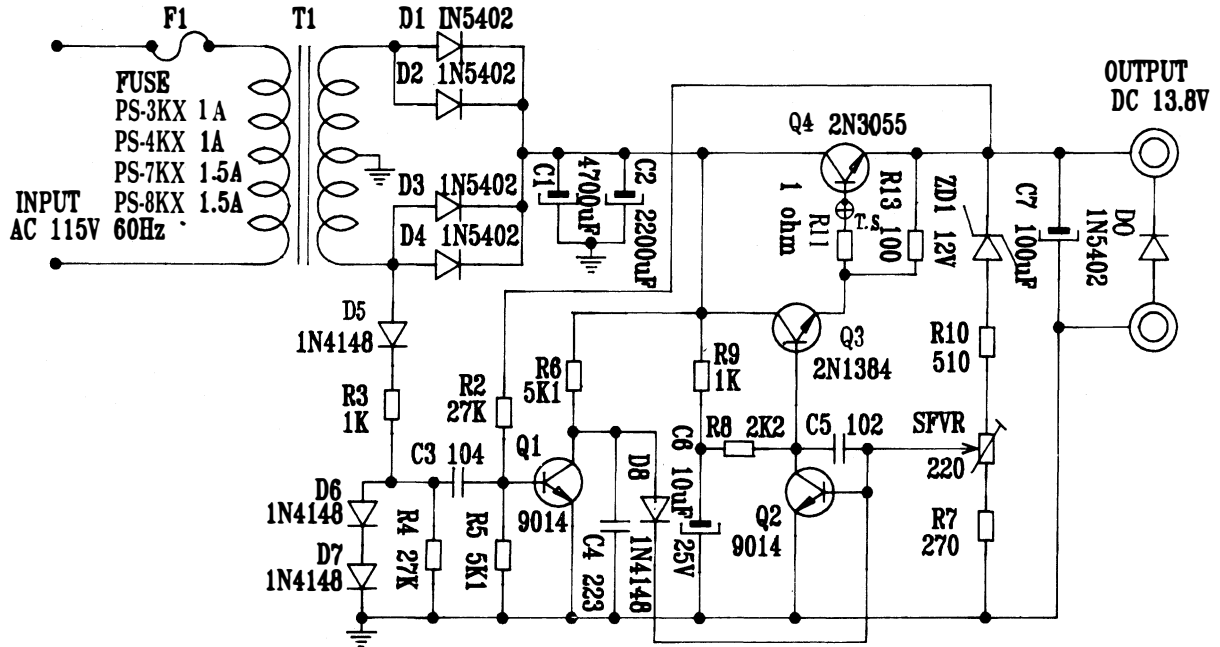 F1
T1
D1 IN5402
D2 1N5402
FUSE
PS-3KX 1A
PS-4KX 1A
PS-7KX 1.5A
PS-8KX 1.5A
INPUT
AC 115V 60Hz
D3 1N5402
D4 1N5402
C1
4700uF
C2
2200uF
Q4 2N3055
1 ohm
R11
T.S.
R13 100
ZD1 12V
C7 100uF
DO
1N5402
OUTPUT
DC 13.8V
D5
1N4148
R3
1K
R2
27K
R6
5K1
R9
1K
Q3
2N1384
R10
510
C3 104
Q1
9014
D8
1N4148
C6 10uF
25V
R8 2K2
C5 102
SFVR
220
D6
1N4148
D7
1N4148
R4 27K
R5 5K1
C4 223
Q2
9014
R7
270